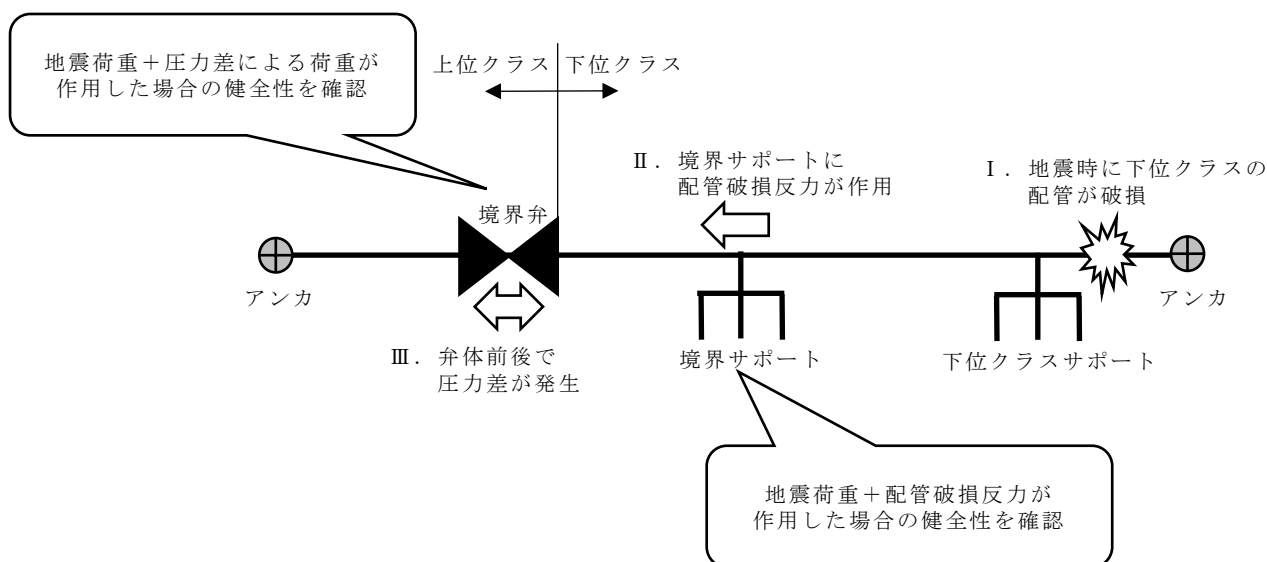 地震荷重＋圧力差による荷重が
作用した場合の健全性を確認
上位クラス
下位クラス
Ⅱ．境界サポートに
配管破損反力が作用
Ⅰ．地震時に下位クラスの
配管が破損
境界弁
アンカ
アンカ
Ⅲ．弁体前後で
圧力差が発生
境界サポート
下位クラスサポート
地震荷重＋配管破損反力が
作用した場合の健全性を確認